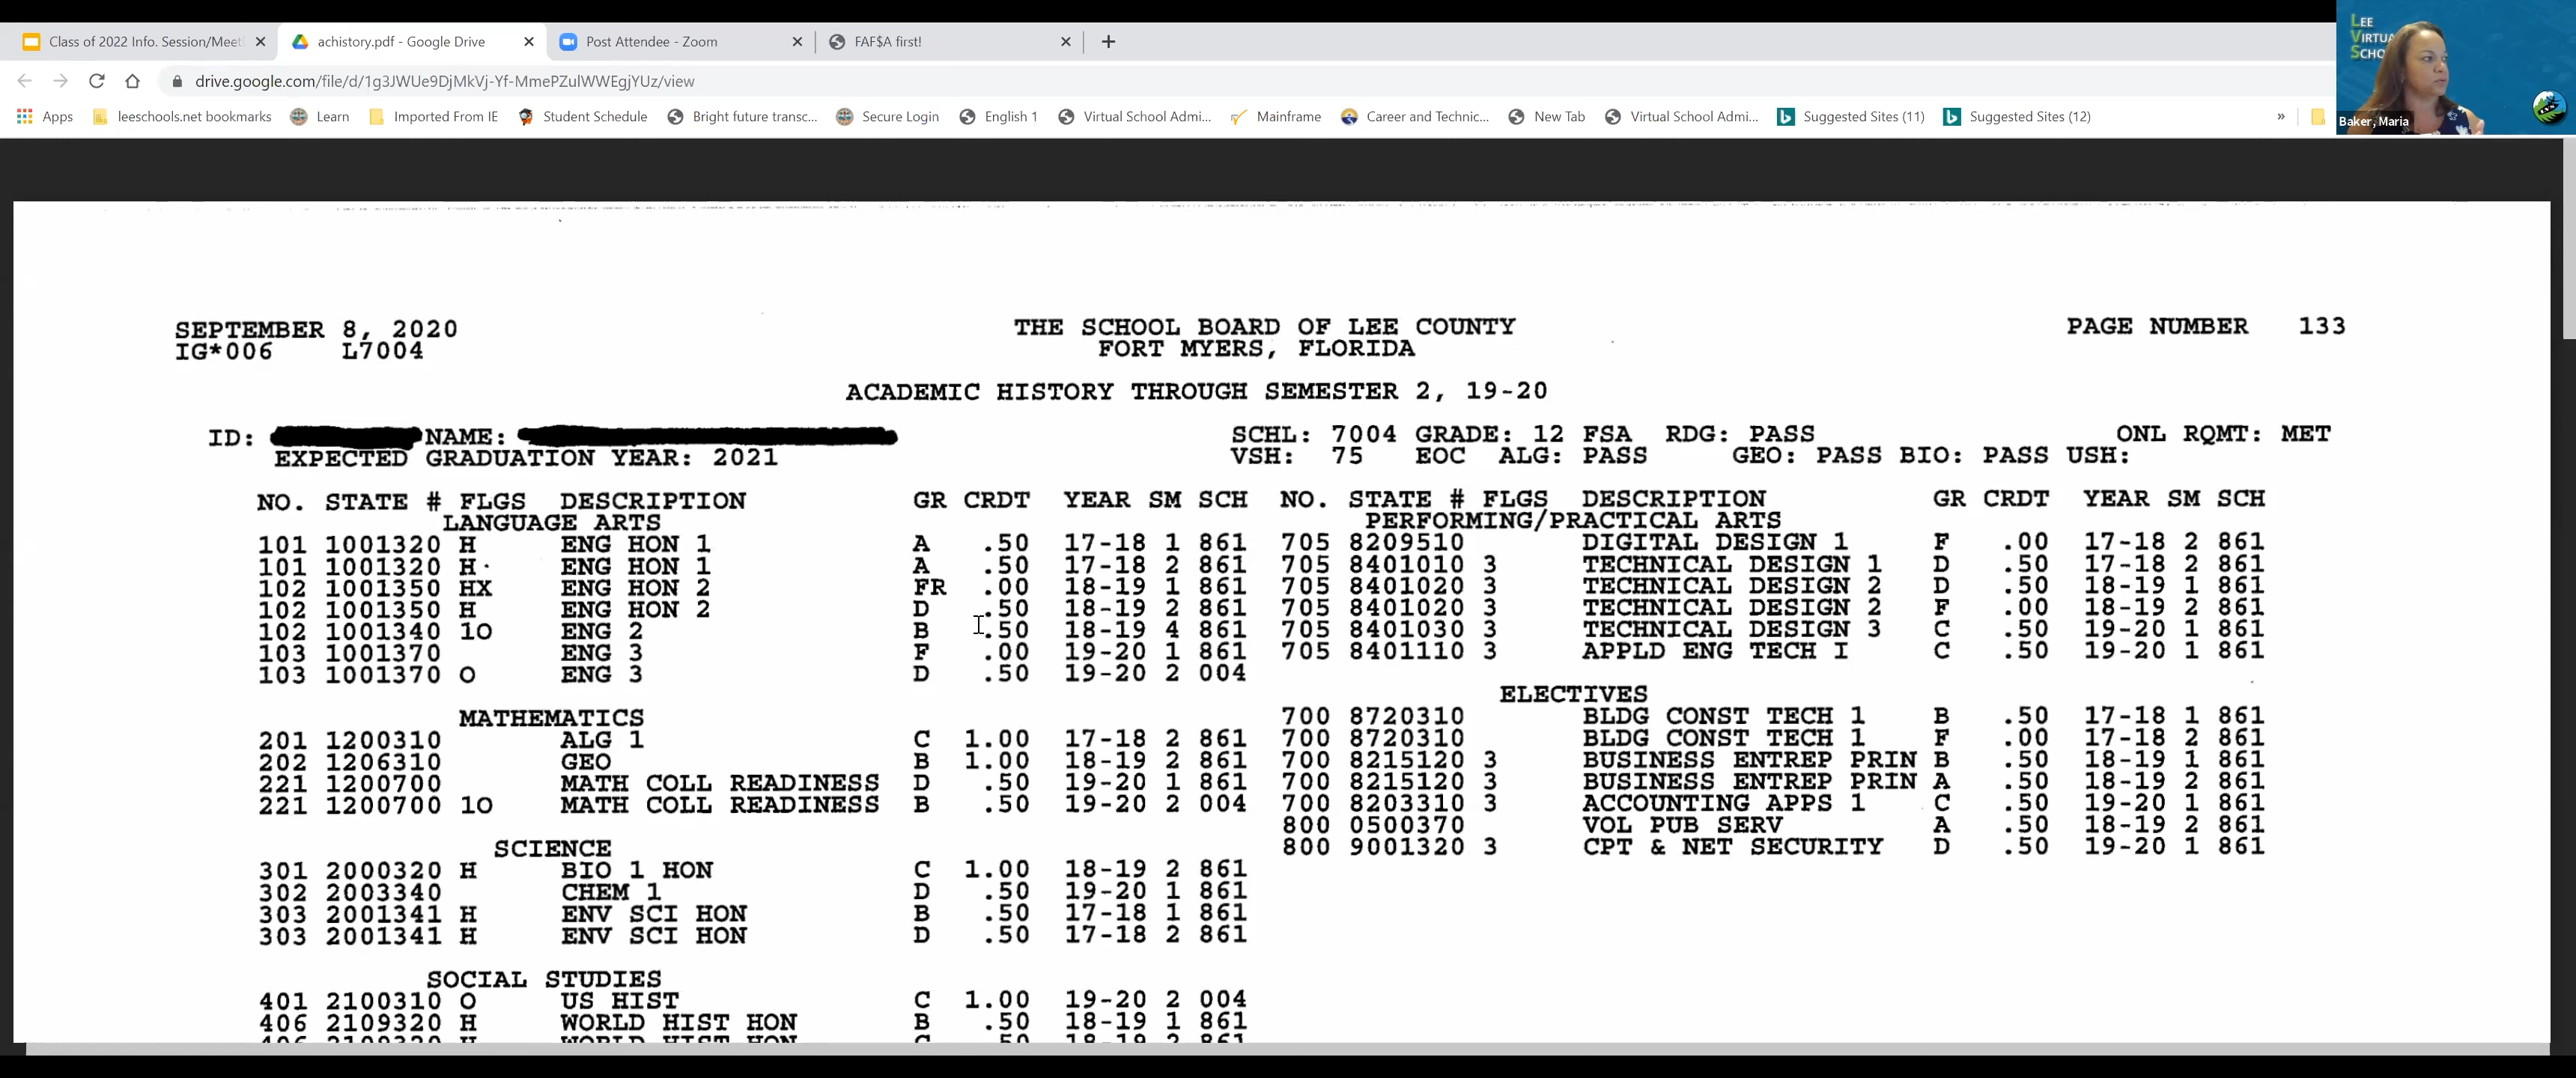 Class of 2022 Info. Session/Meeti
achistory.pdf - Google Drive
Post Attendee - Zoom
FAF$A first!
drive.google.com/file/d/1g3JWUe9DjMkVj-Yf-MmePZulWWEgjYUz/view
Apps
leeschools.net bookmarks
Learn
Imported From IE
Student Schedule
Bright future transc...
Secure Login
English 1
Virtual School Admi...
Mainframe
Career and Technic...
New Tab
Virtual School Admi...
Suggested Sites (11)
Suggested Sites (12)
»
LEE
VIRTUA
SCHO
Baker, Maria
SEPTEMBER 8, 2020
IG*006 L7004
THE SCHOOL BOARD OF LEE COUNTY
FORT MYERS, FLORIDA
PAGE NUMBER 133
ACADEMIC HISTORY THROUGH SEMESTER 2, 19-20
ID: NAME:
EXPECTED GRADUATION YEAR: 2021
SCHL: 7004 GRADE: 12 FSA RDG: PASS ONL RQMT: MET
VSH: 75 EOC ALG: PASS GEO: PASS BIO: PASS USH:
NO. STATE # FLGS DESCRIPTION GR CRDT YEAR SM SCH
LANGUAGE ARTS
101 1001320 H ENG HON 1 A .50 17-18 1 861
101 1001320 H ENG HON 1 A .50 17-18 2 861
102 1001350 HX ENG HON 2 FR .00 18-19 1 861
102 1001350 H ENG HON 2 D .50 18-19 2 861
102 1001340 1O ENG 2 B .50 18-19 4 861
103 1001370 ENG 3 F .00 19-20 1 861
103 1001370 O ENG 3 D .50 19-20 2 004
MATHEMATICS
201 1200310 ALG 1 C 1.00 17-18 2 861
202 1206310 GEO B 1.00 18-19 2 861
221 1200700 MATH COLL READINESS D .50 19-20 1 861
221 1200700 1O MATH COLL READINESS B .50 19-20 2 004
SCIENCE
301 2000320 H BIO 1 HON C 1.00 18-19 2 861
302 2003340 CHEM 1 D .50 19-20 1 861
303 2001341 H ENV SCI HON B .50 17-18 1 861
303 2001341 H ENV SCI HON D .50 17-18 2 861
SOCIAL STUDIES
401 2100310 O US HIST C 1.00 19-20 2 004
406 2109320 H WORLD HIST HON B .50 18-19 1 861
406 2109320 H WORLD HIST HON C .50 18-19 2 861
NO. STATE # FLGS DESCRIPTION GR CRDT YEAR SM SCH
PERFORMING/PRACTICAL ARTS
705 8209510 DIGITAL DESIGN 1 F .00 17-18 2 861
705 8401010 3 TECHNICAL DESIGN 1 D .50 17-18 2 861
705 8401020 3 TECHNICAL DESIGN 2 D .50 18-19 1 861
705 8401020 3 TECHNICAL DESIGN 2 F .00 18-19 2 861
705 8401030 3 TECHNICAL DESIGN 3 C .50 19-20 1 861
705 8401110 3 APPLD ENG TECH I C .50 19-20 1 861
ELECTIVES
700 8720310 BLDG CONST TECH 1 B .50 17-18 1 861
700 8720310 BLDG CONST TECH 1 F .00 17-18 2 861
700 8215120 3 BUSINESS ENTREP PRIN B .50 18-19 1 861
700 8215120 3 BUSINESS ENTREP PRIN A .50 18-19 2 861
700 8203310 3 ACCOUNTING APPS 1 C .50 19-20 1 861
800 0500370 VOL PUB SERV A .50 18-19 2 861
800 9001320 3 CPT & NET SECURITY D .50 19-20 1 861